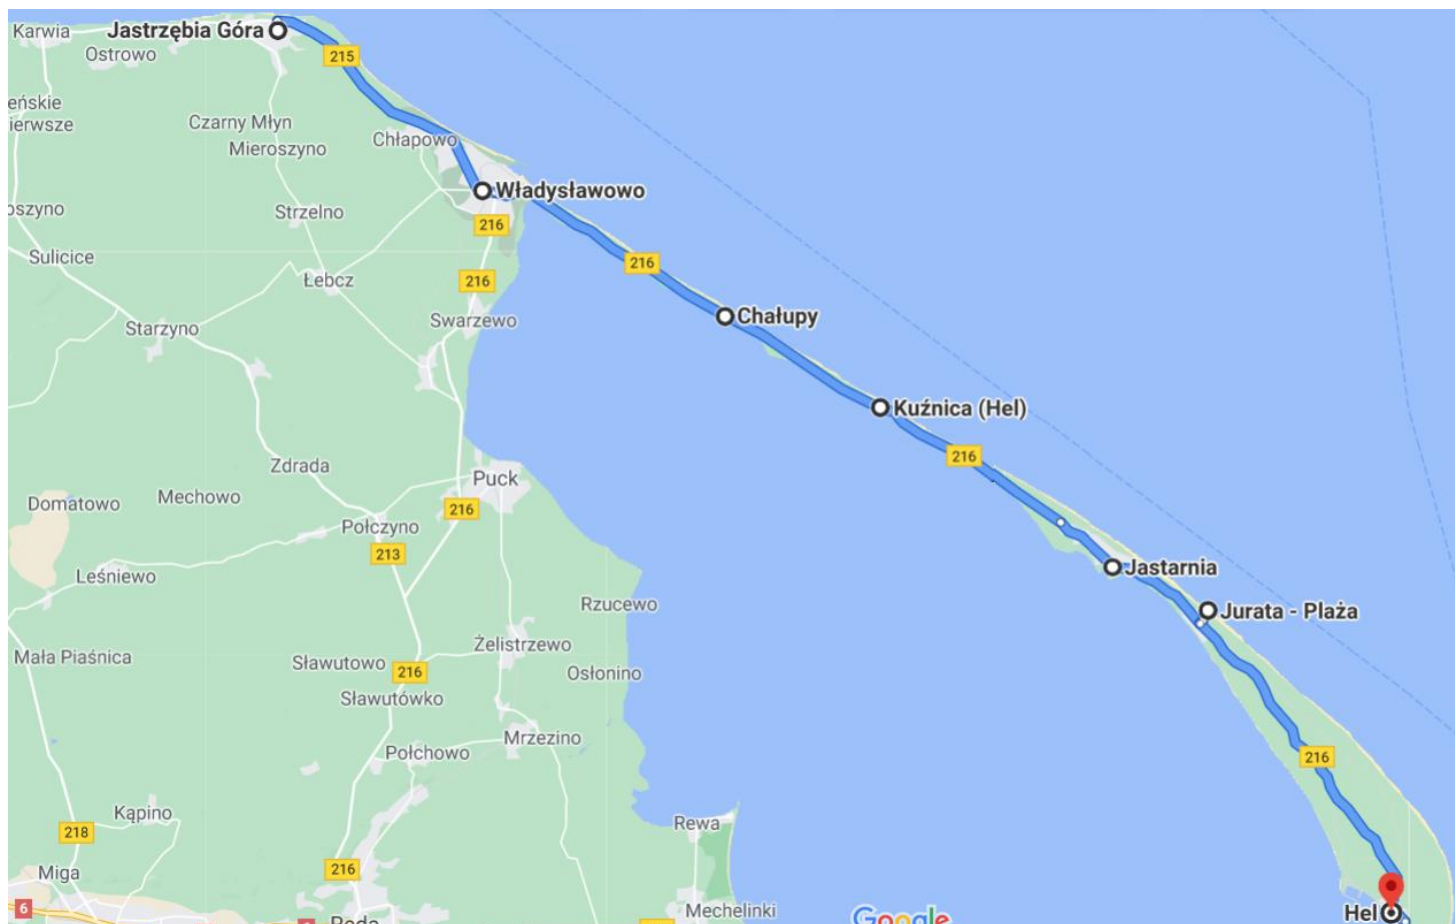 Karwia
Jastrzębia Góra
Ostrowo
215
eńskie
ierwsze
Czarny Młyn
Chłapowo
Mieroszyno
Władysławowo
oszyno
Strzelno
216
Sulicice
216
Łebcz
216
Chałupy
Swarzewo
Starzyno
Kuźnica (Hel)
216
Zdrada
Puck
Mechowo
Domatowo
216
Połczyno
213
Jastarnia
Leśniewo
Rzucewo
Jurata - Plaża
Żelistrzewo
Mała Piaśnica
Sławutowo
216
Osłonino
Sławutówko
Mrzezino
Połchowo
216
Kąpino
Rewa
218
216
Miga
6
Mechelinki
Hel
Google
Reda